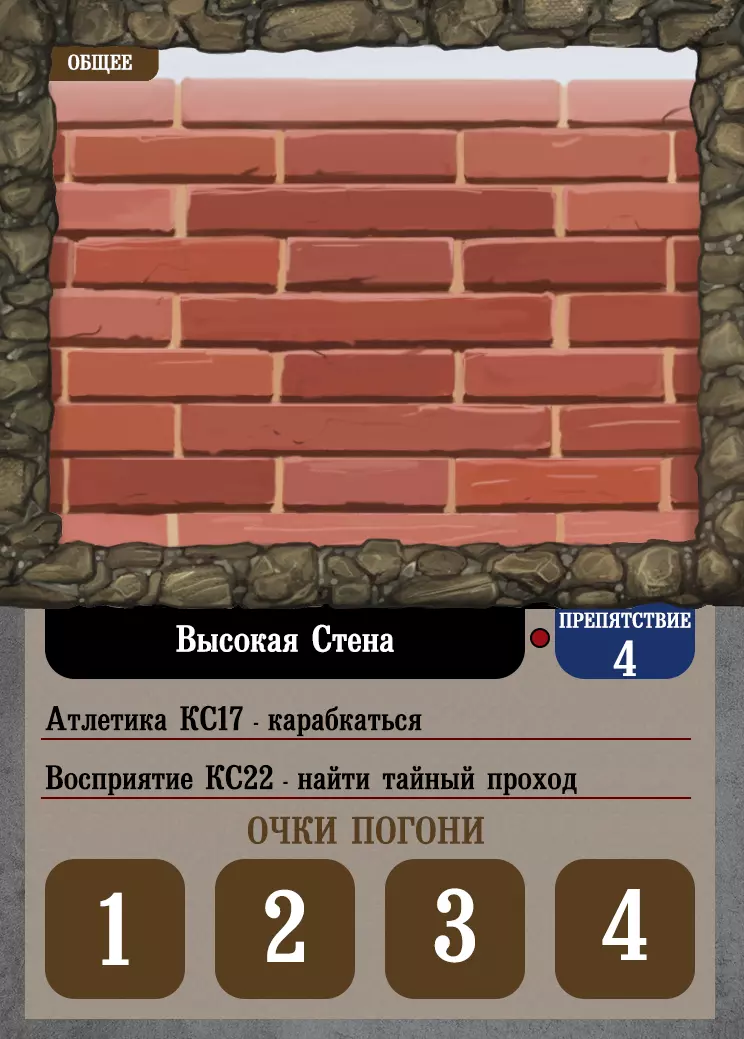 ОБЩЕЕ
Высокая Стена
ПРЕПЯТСТВИЕ
4
Атлетика КС17 - карабкаться
Восприятие КС22 - найти тайный проход
ОЧКИ ПОГОНИ
1 2 3 4